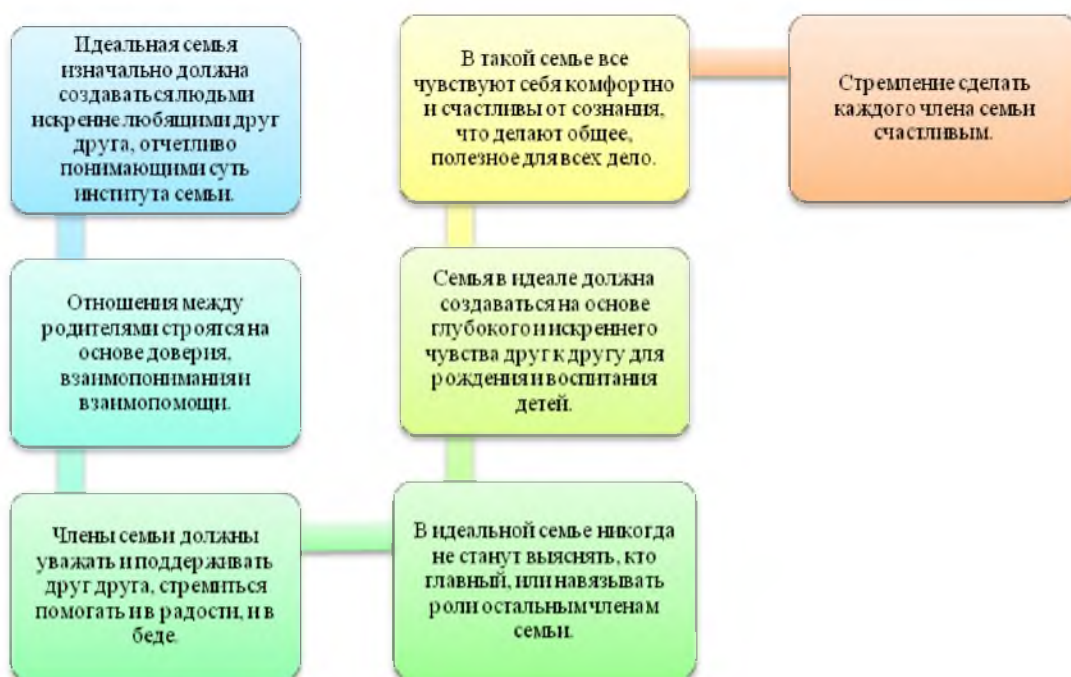 Идеальная семья
изначально должна
создаваться людьми
искренне любящими друг
друга, отчетливо
понимающими суть
института семьи.
Отношения между
родителями строятся на
основе доверия,
взаимопонимания и
взаимопомощи.
Члены семьи должны
уважать и поддерживать
друг друга, стремиться
помогать и в радости, и в
беде.
В идеальной семье никогда
не станут выяснять, кто
главный, или навязывать
роли остальным членам
семьи.
Семья в идеале должна
создаваться на основе
глубокого и искреннего
чувства друг к другу для
рождения и воспитания
детей.
В такой семье все
чувствуют себя комфортно
и счастливы от сознания,
что делают общее,
полезное для всех дело.
Стремление сделать
каждого члена семьи
счастливым.